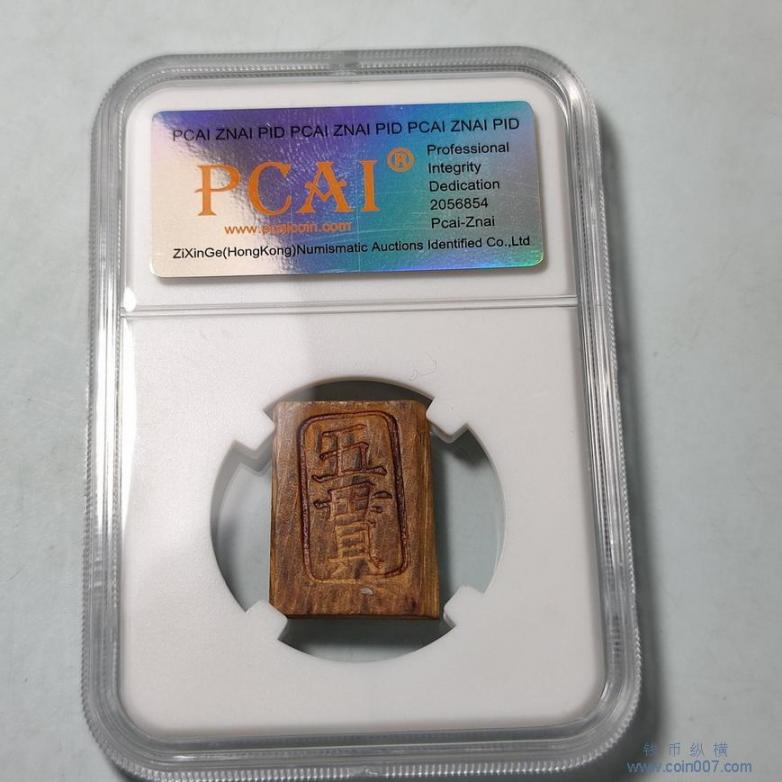 PCAI ZNAI PID PCAI ZNAI PID PCAI ZNAI PID
PCAI®
Professional
Integrity
Dedication
2056854
Pcai-Znai
ZiXinGe(HongKong)Numismatic Auctions Identified Co.,Ltd
五貫
钱币纵横
www.coin007.com